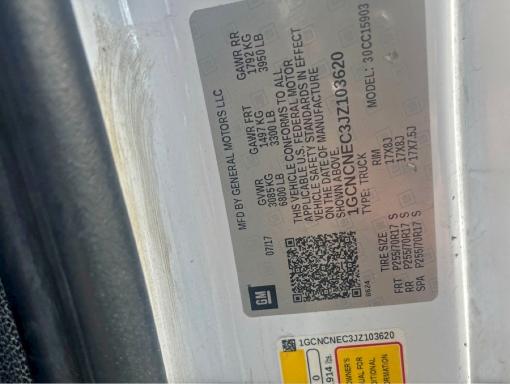 MFD BY GENERAL MOTORS LLC
07/17
GVWR GAWR FRT GAWR RR
3085 KG 1497 KG 1792 KG
6800 LB 3300 LB 3950 LB
THIS VEHICLE CONFORMS TO ALL
APPLICABLE U.S. FEDERAL MOTOR
VEHICLE SAFETY STANDARDS IN EFFECT
ON THE DATE OF MANUFACTURE
SHOWN ABOVE.
1GCNCNEC3JZ103620
TYPE: TRUCK MODEL: 30CC15903
8624
TIRE SIZE RIM
FRT P255/70R17 S 17X8J
RR P255/70R17 S 17X8J
SPA P255/70R17 S 17X7.5J
GM
1GCNCNEC3JZ103620